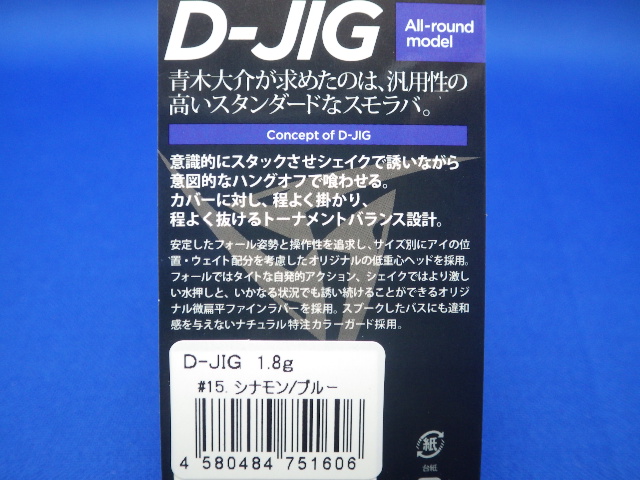 D-JIG
All-round
model
青木大介が求めたのは、汎用性の
高いスタンダードなスモラバ。
Concept of D-JIG
意識的にスタックさせシェイクで誘いながら
意図的なハングオフで喰わせる。
カバーに対し、程よく掛かり、
程よく抜けるトーナメントバランス設計。
安定したフォール姿勢と操作性を追求し、サイズ別にアイの位
置・ウェイト配分を考慮したオリジナルの低重心ヘッドを採用。
フォールではタイトな自発的アクション、シェイクではより激し
い水押しと、いかなる状況でも誘い続けることができるオリジ
ナル微扁平ファインラバーを採用。スプークしたバスにも違和
感を与えないナチュラル特注カラーガード採用。
D-JIG 1.8g
#15. シナモン/ブルー
4 580484 751606
紙
台紙